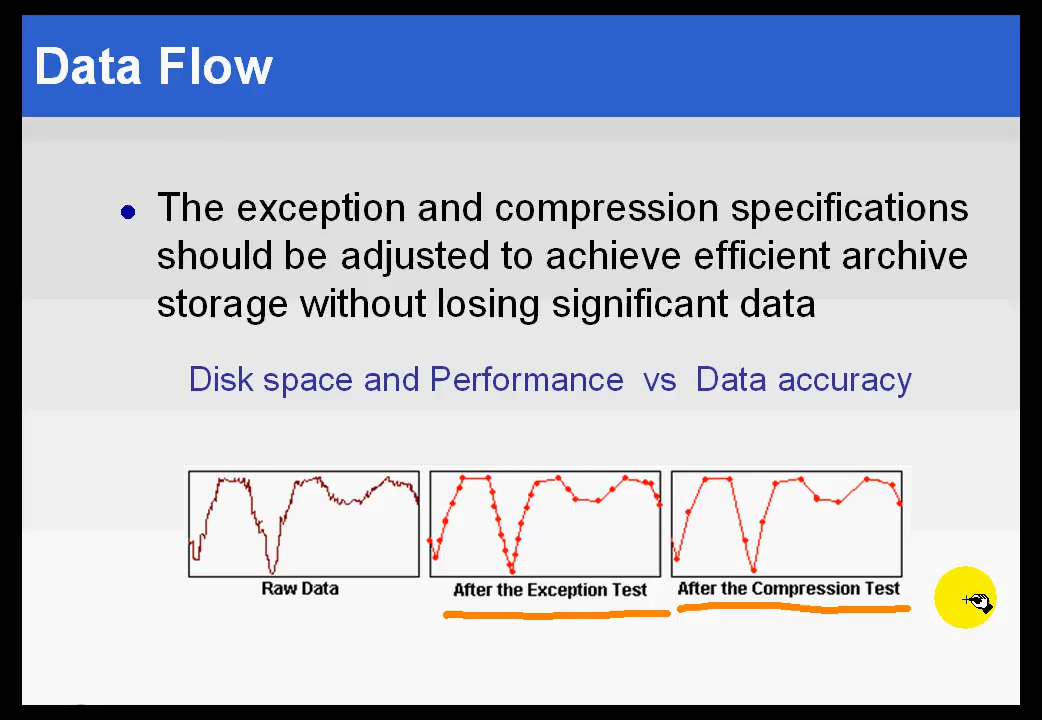 Data Flow
The exception and compression specifications
should be adjusted to achieve efficient archive
storage without losing significant data
Disk space and Performance vs Data accuracy
Raw Data
After the Exception Test
After the Compression Test